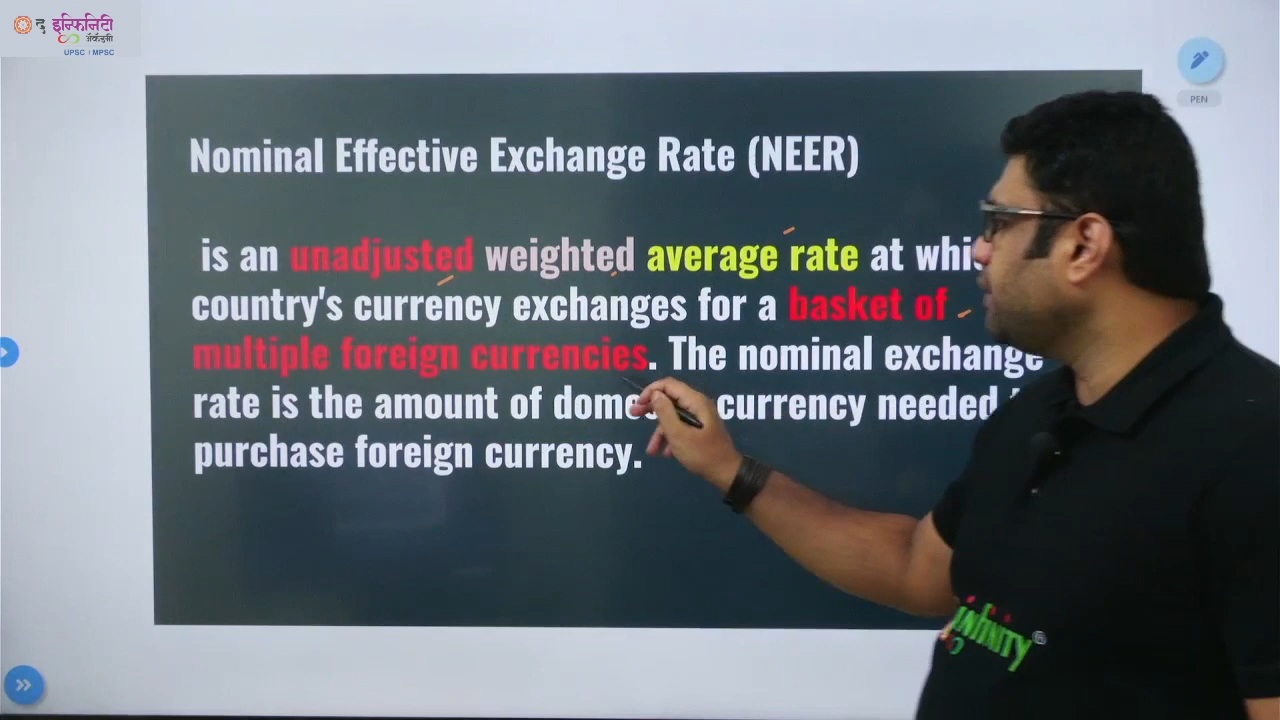 द
इन्फिनिटी
अ‍ॅकॅडमी
UPSC | MPSC
PEN
Nominal Effective Exchange Rate (NEER)
is an unadjusted weighted average rate at
country's currency exchanges for a basket of
multiple foreign currencies. The nominal exchange
rate is the amount of currency needed
purchase foreign currency.
infinity®